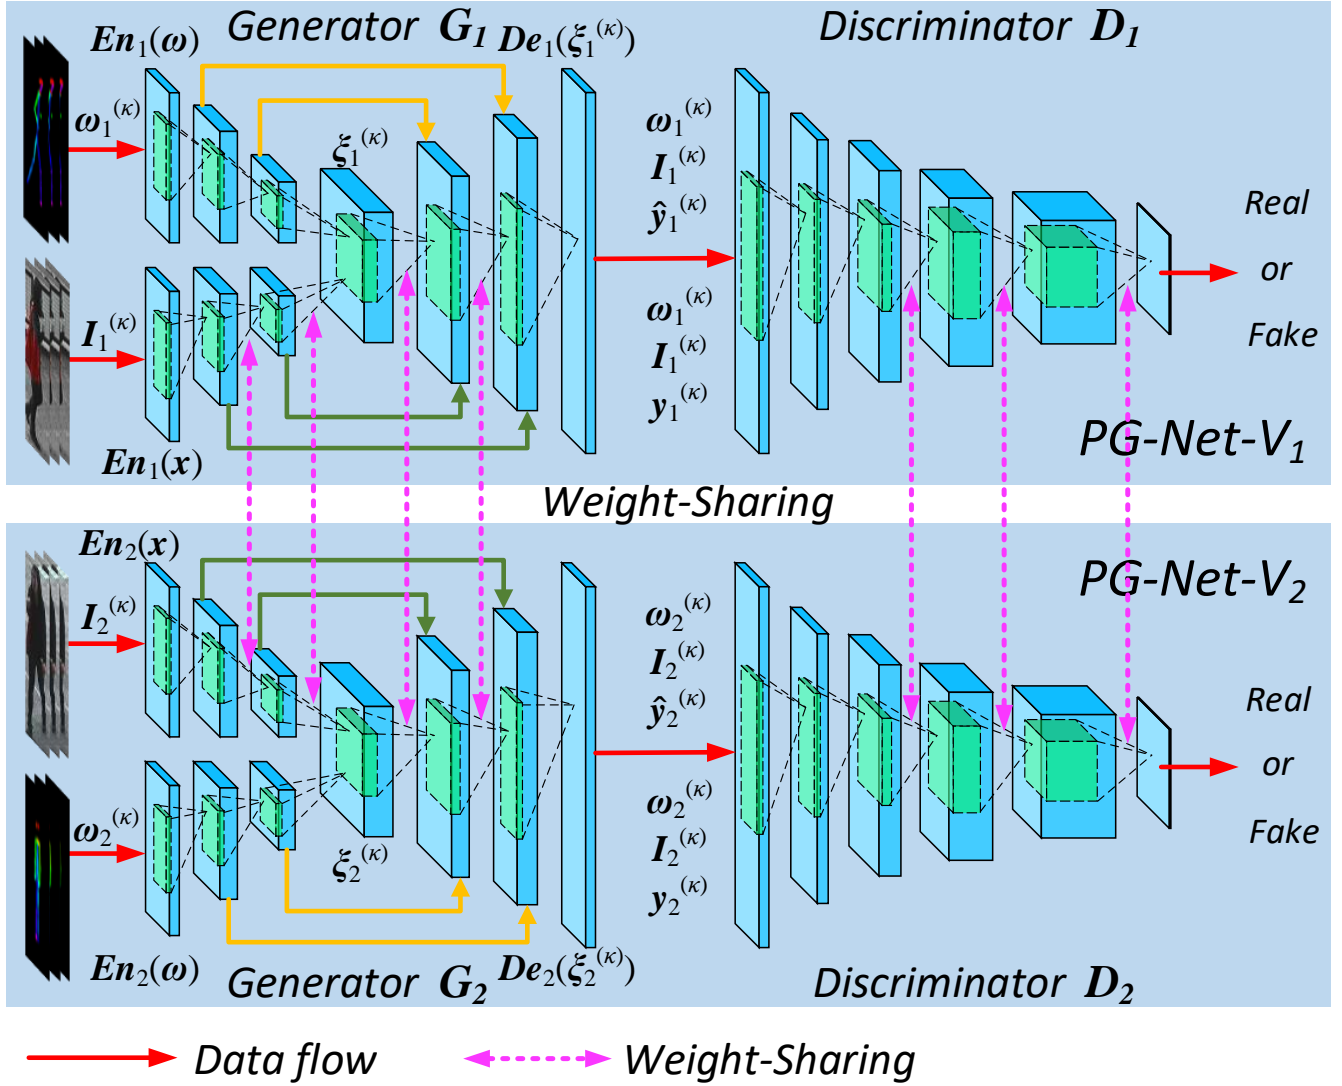 Generator G₁
De₁(ξ₁⁽ᵏ⁾)
Discriminator D₁
En₁(ω)
ω₁⁽ᵏ⁾
ξ₁⁽ᵏ⁾
I₁⁽ᵏ⁾
En₁(x)
ω₁⁽ᵏ⁾
I₁⁽ᵏ⁾
ŷ₁⁽ᵏ⁾
ω₁⁽ᵏ⁾
I₁⁽ᵏ⁾
y₁⁽ᵏ⁾
Real
or
Fake
PG-Net-V₁
Weight-Sharing
En₂(x)
I₂⁽ᵏ⁾
ω₂⁽ᵏ⁾
ξ₂⁽ᵏ⁾
En₂(ω)
Generator G₂
De₂(ξ₂⁽ᵏ⁾)
PG-Net-V₂
ω₂⁽ᵏ⁾
I₂⁽ᵏ⁾
ŷ₂⁽ᵏ⁾
ω₂⁽ᵏ⁾
I₂⁽ᵏ⁾
y₂⁽ᵏ⁾
Real
or
Fake
Discriminator D₂
Data flow
Weight-Sharing